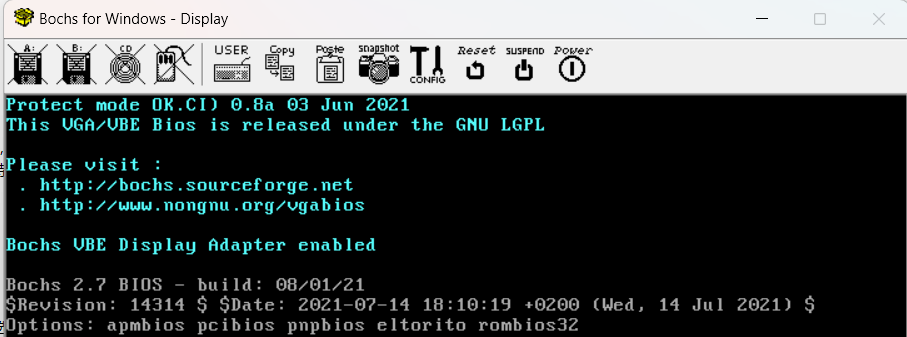 Bochs for Windows - Display
A: B: CD USER Copy Paste snapshot CONFIG Reset SUSPEND Power
Protect mode OK.CI) 0.8a 03 Jun 2021
This VGA/VBE Bios is released under the GNU LGPL
Please visit :
. http://bochs.sourceforge.net
. http://www.nongnu.org/vgabios
Bochs VBE Display Adapter enabled
Bochs 2.7 BIOS - build: 08/01/21
$Revision: 14314 $ $Date: 2021-07-14 18:10:19 +0200 (Wed, 14 Jul 2021) $
Options: apmbios pcibios pnpbios eltorito rombios32